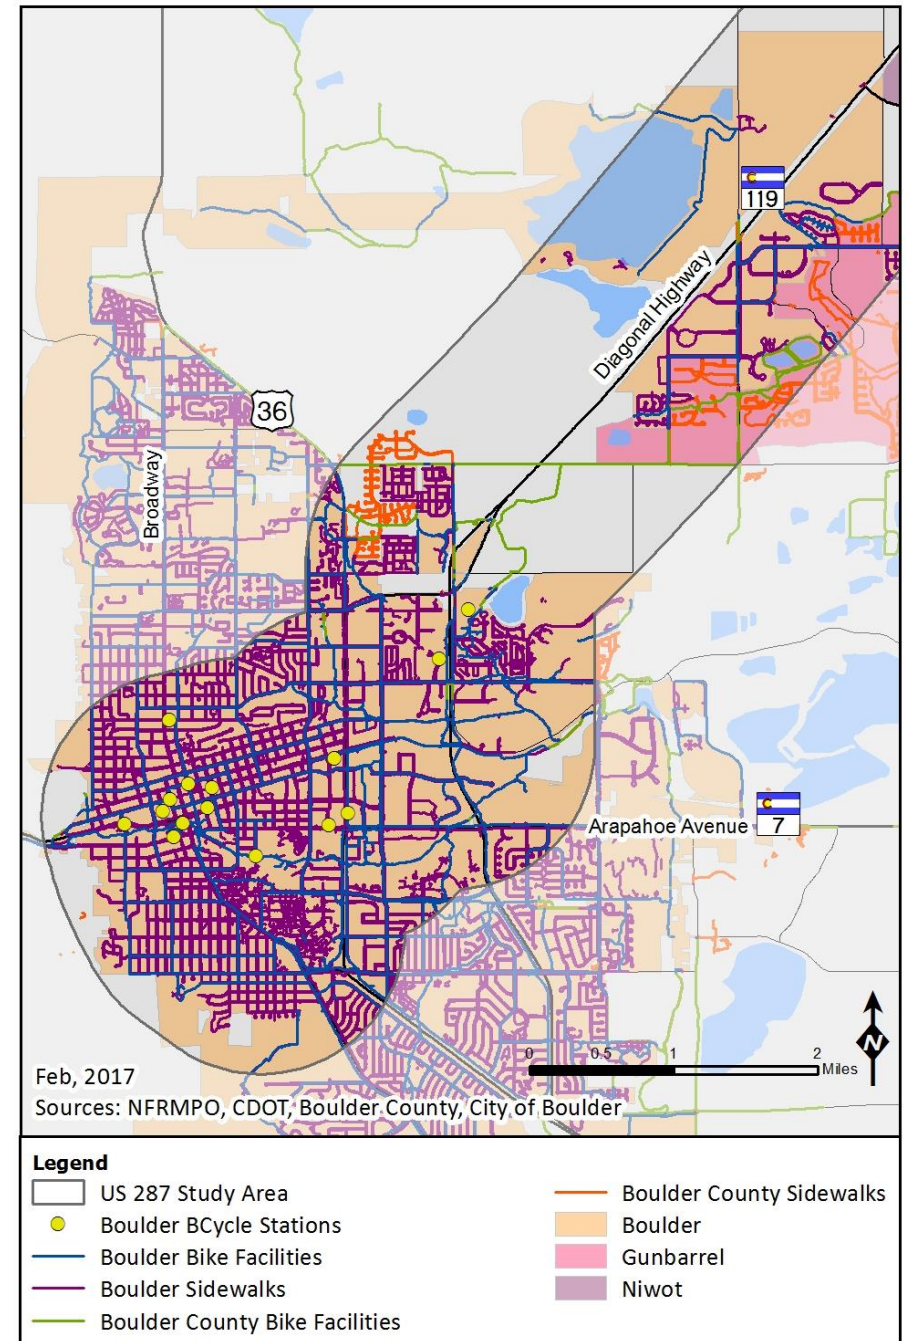 119
Diagonal Highway
36
Broadway
Arapahoe Avenue
7
N
0 0.5 1 2
Miles
Feb, 2017
Sources: NFRMPO, CDOT, Boulder County, City of Boulder
Legend
US 287 Study Area
Boulder BCycle Stations
Boulder Bike Facilities
Boulder Sidewalks
Boulder County Bike Facilities
Boulder County Sidewalks
Boulder
Gunbarrel
Niwot